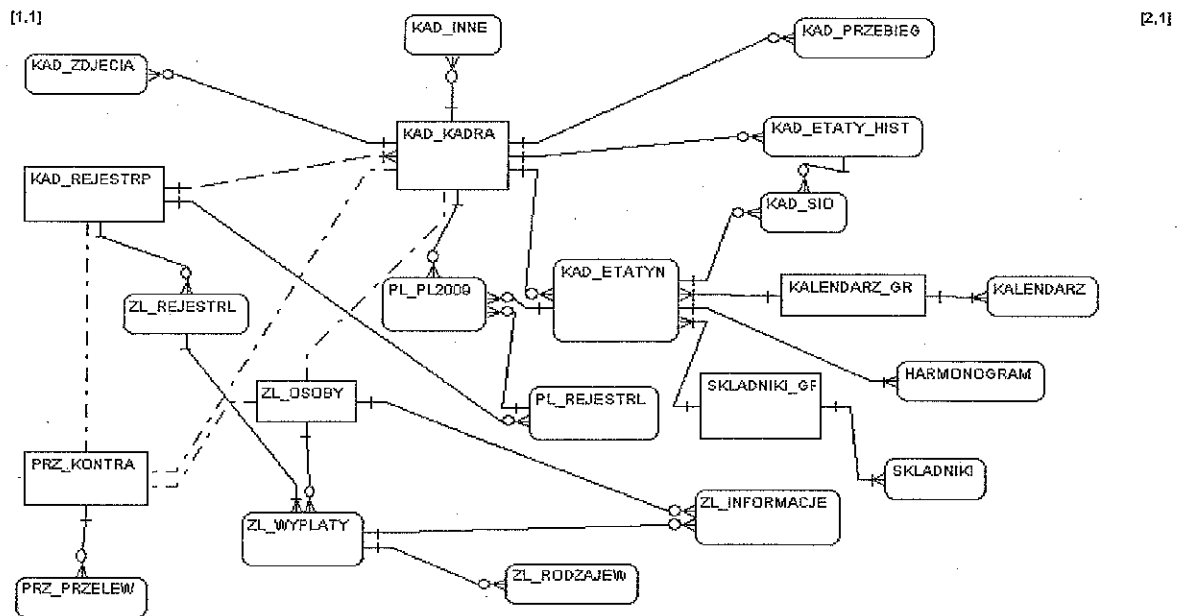 [1,1]
[2,1]
KAD_INNE
KAD_PRZEBIEG
KAD_ZDJECIA
KAD_KADRA
KAD_ETATY_HIST
KAD_REJESTRP
KAD_SIO
KAD_ETATYN
PL_PL2009
KALENDARZ_GR
KALENDARZ
ZL_REJESTRL
HARMONOGRAM
ZL_OSOBY
PL_REJESTRL
SKLADNIKI_GF
PRZ_KONTRA
SKLADNIKI
ZL_WYPLATY
ZL_INFORMACJE
PRZ_PRZELEW
ZL_RODZAJEW